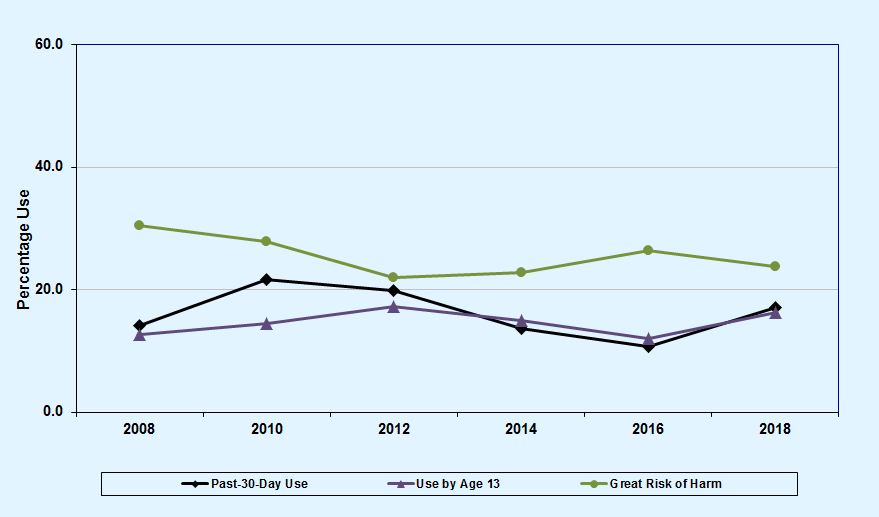 60.0
40.0
20.0
0.0
Percentage Use
2008 2010 2012 2014 2016 2018
Past-30-Day Use Use by Age 13 Great Risk of Harm